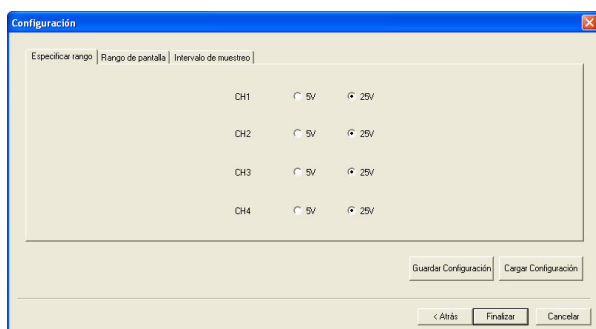 Configuración
Especificar rango Rango de pantalla Intervalo de muestreo
CH1 5V 25V
CH2 5V 25V
CH3 5V 25V
CH4 5V 25V
Guardar Configuración Cargar Configuración
< Atrás Finalizar Cancelar